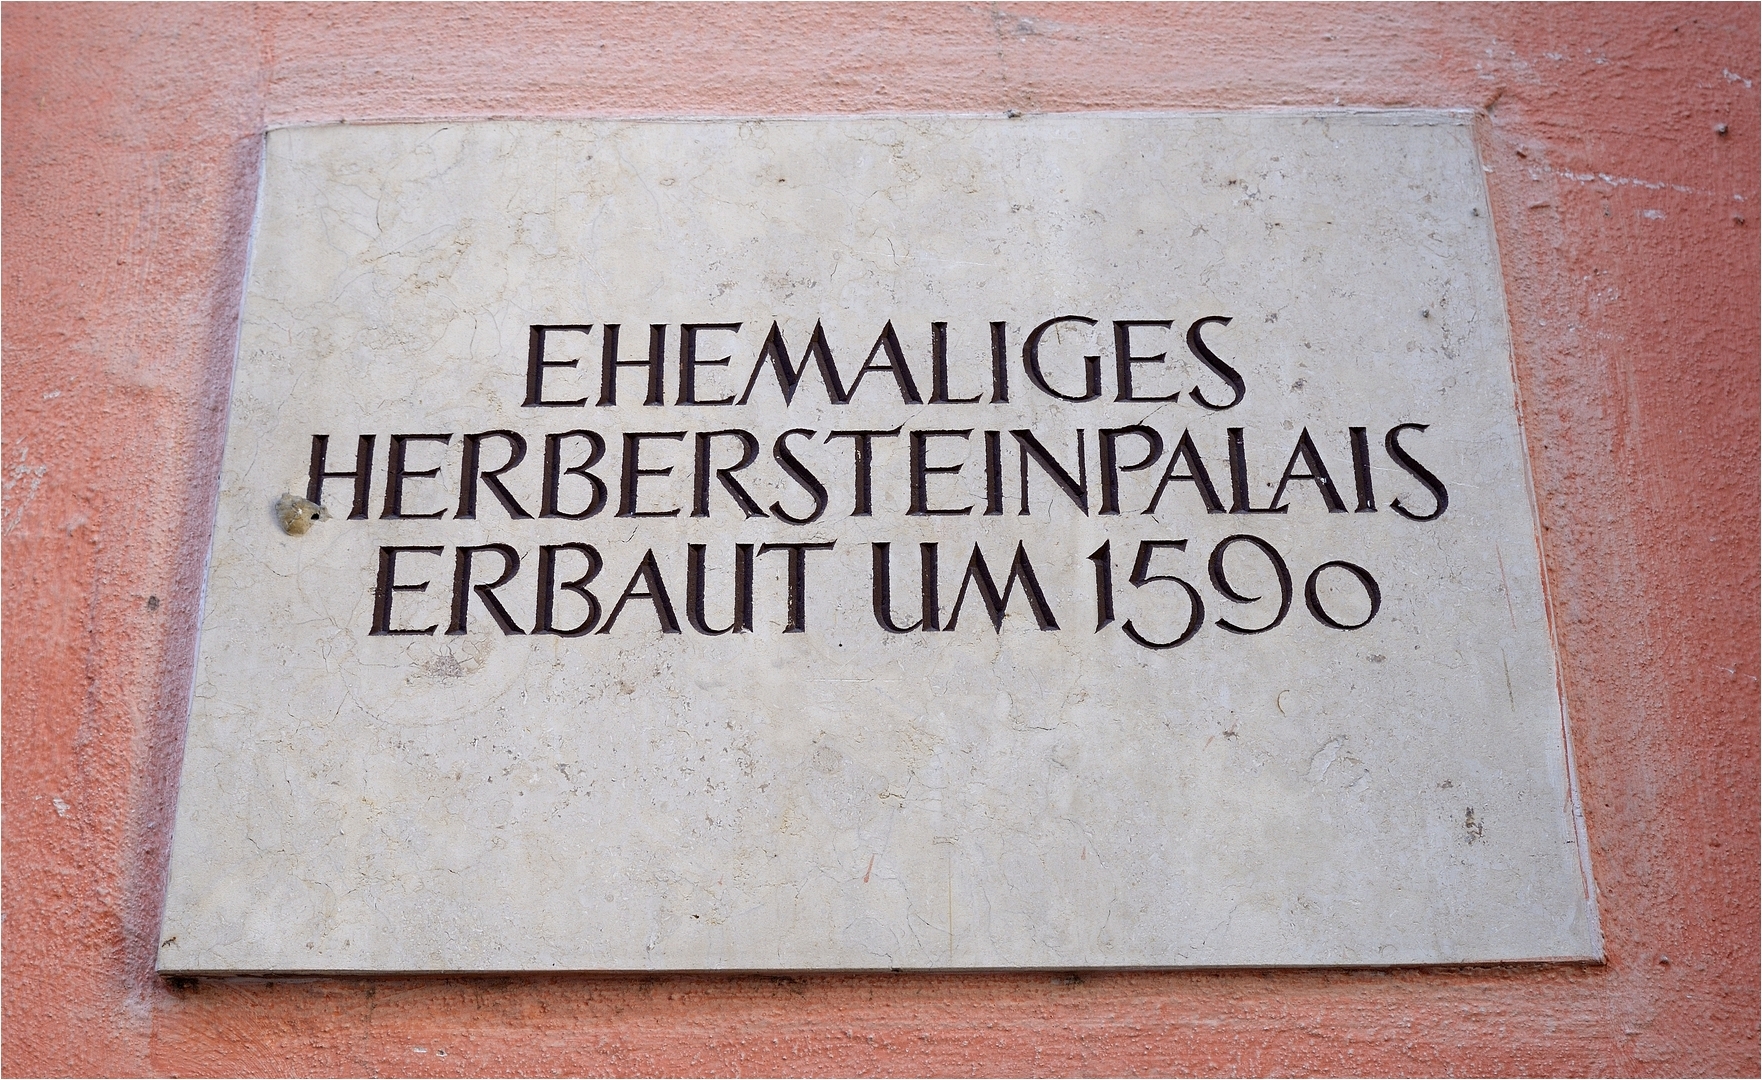 EHEMALIGES
HERBERSTEINPALAIS
ERBAUT UM 1590